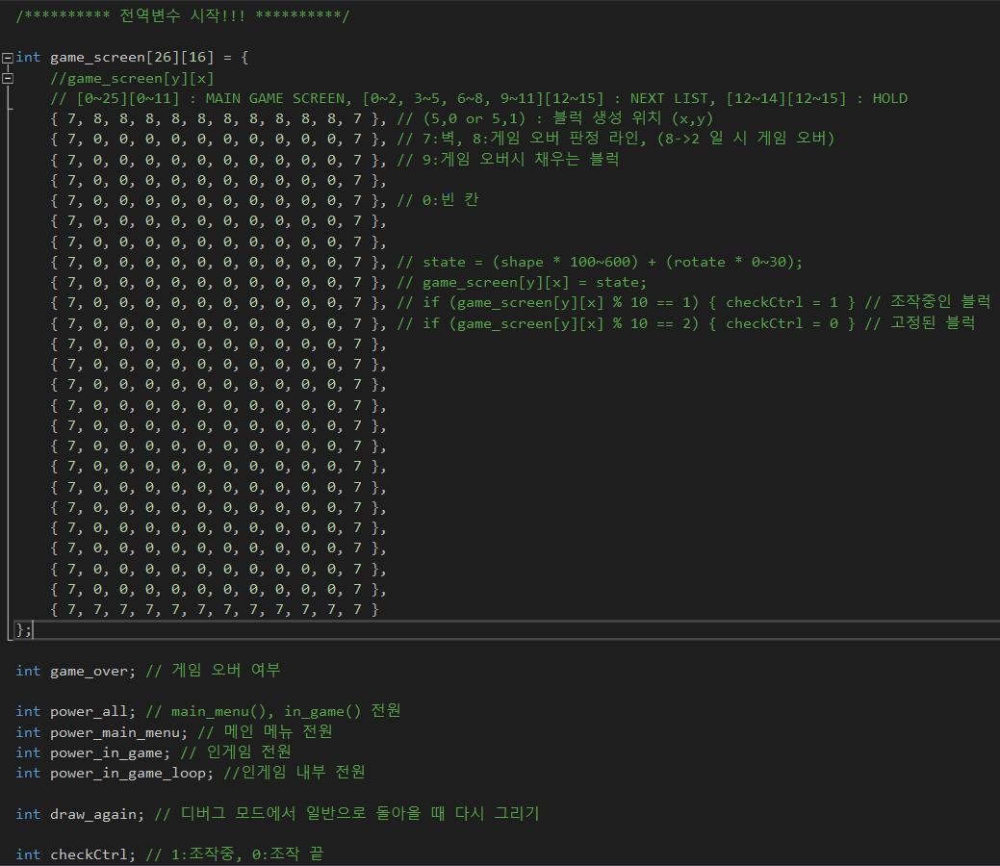 /********** 전역변수 시작!!! **********/
int game_screen[26][16] = {
//game_screen[y][x]
// [0~25][0~11] : MAIN GAME SCREEN, [0~2, 3~5, 6~8, 9~11][12~15] : NEXT LIST, [12~14][12~15] : HOLD
{ 7, 8, 8, 8, 8, 8, 8, 8, 8, 8, 8, 7 }, // (5,0 or 5,1) : 블럭 생성 위치 (x,y)
{ 7, 0, 0, 0, 0, 0, 0, 0, 0, 0, 0, 7 }, // 7:벽, 8:게임 오버 판정 라인, (8->2 일 시 게임 오버)
{ 7, 0, 0, 0, 0, 0, 0, 0, 0, 0, 0, 7 }, // 9:게임 오버시 채우는 블럭
{ 7, 0, 0, 0, 0, 0, 0, 0, 0, 0, 0, 7 },
{ 7, 0, 0, 0, 0, 0, 0, 0, 0, 0, 0, 7 }, // 0:빈 칸
{ 7, 0, 0, 0, 0, 0, 0, 0, 0, 0, 0, 7 },
{ 7, 0, 0, 0, 0, 0, 0, 0, 0, 0, 0, 7 },
{ 7, 0, 0, 0, 0, 0, 0, 0, 0, 0, 0, 7 }, // state = (shape * 100~600) + (rotate * 0~30);
{ 7, 0, 0, 0, 0, 0, 0, 0, 0, 0, 0, 7 }, // game_screen[y][x] = state;
{ 7, 0, 0, 0, 0, 0, 0, 0, 0, 0, 0, 7 }, // if (game_screen[y][x] % 10 == 1) { checkCtrl = 1 } // 조작중인 블럭
{ 7, 0, 0, 0, 0, 0, 0, 0, 0, 0, 0, 7 }, // if (game_screen[y][x] % 10 == 2) { checkCtrl = 0 } // 고정된 블럭
{ 7, 0, 0, 0, 0, 0, 0, 0, 0, 0, 0, 7 },
{ 7, 0, 0, 0, 0, 0, 0, 0, 0, 0, 0, 7 },
{ 7, 0, 0, 0, 0, 0, 0, 0, 0, 0, 0, 7 },
{ 7, 0, 0, 0, 0, 0, 0, 0, 0, 0, 0, 7 },
{ 7, 0, 0, 0, 0, 0, 0, 0, 0, 0, 0, 7 },
{ 7, 0, 0, 0, 0, 0, 0, 0, 0, 0, 0, 7 },
{ 7, 0, 0, 0, 0, 0, 0, 0, 0, 0, 0, 7 },
{ 7, 0, 0, 0, 0, 0, 0, 0, 0, 0, 0, 7 },
{ 7, 0, 0, 0, 0, 0, 0, 0, 0, 0, 0, 7 },
{ 7, 0, 0, 0, 0, 0, 0, 0, 0, 0, 0, 7 },
{ 7, 0, 0, 0, 0, 0, 0, 0, 0, 0, 0, 7 },
{ 7, 0, 0, 0, 0, 0, 0, 0, 0, 0, 0, 7 },
{ 7, 0, 0, 0, 0, 0, 0, 0, 0, 0, 0, 7 },
{ 7, 7, 7, 7, 7, 7, 7, 7, 7, 7, 7, 7 }
};
int game_over; // 게임 오버 여부
int power_all; // main_menu(), in_game() 전원
int power_main_menu; // 메인 메뉴 전원
int power_in_game; // 인게임 전원
int power_in_game_loop; //인게임 내부 전원
int draw_again; // 디버그 모드에서 일반으로 돌아올 때 다시 그리기
int checkCtrl; // 1:조작중, 0:조작 끝